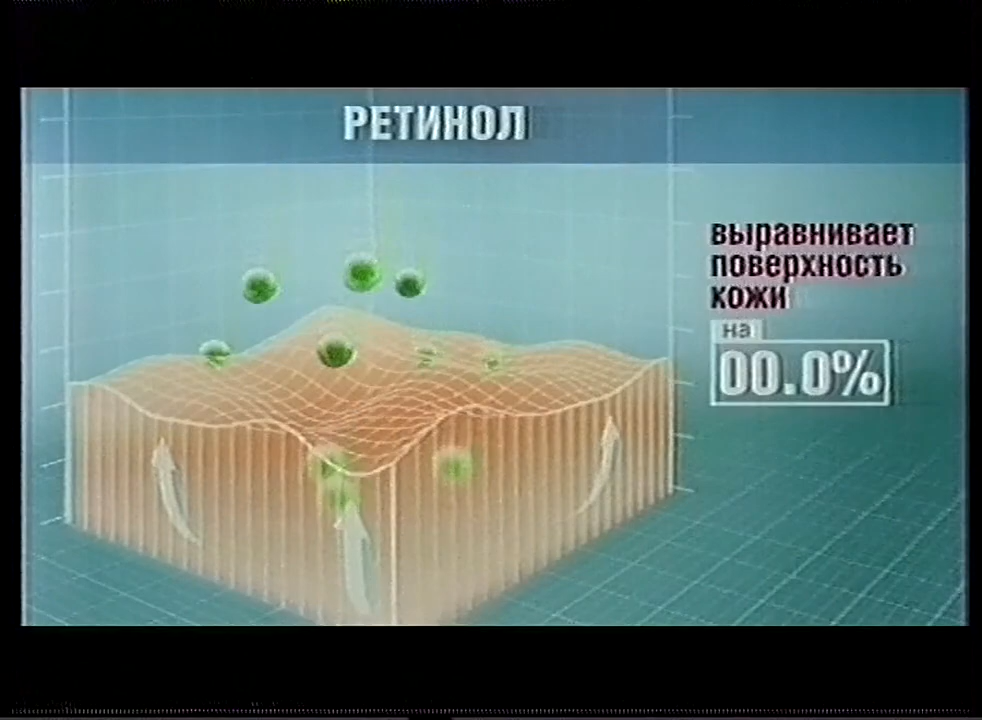 РЕТИНОЛ
выравнивает
поверхность
кожи
на
00.0%